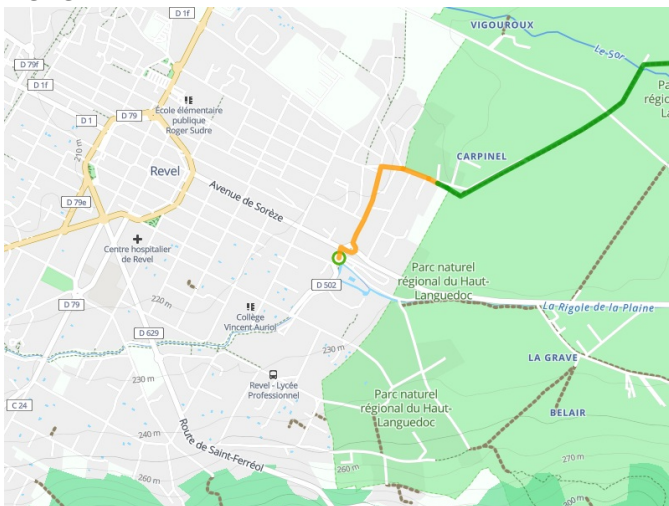 D 1f
VIGOUROUX
Le Sor
D 79f
D 1f
École élémentaire
publique
Roger Sudre
D 1
D 79
210 m
CARPINEL
Revel
Avenue de Sorèze
D 79e
Centre hospitalier
de Revel
Parc naturel
régional du Haut-
Languedoc
D 502
220 m
D 79
La Rigole de la Plaine
Collège
Vincent Auriol
D 629
230 m
LA GRAVE
230 m
Revel - Lycée
Professionnel
Parc naturel
régional du Haut-
Languedoc
C 24
BELAIR
Route de Saint-Ferréol
240 m
260 m
270 m
260 m
300 m